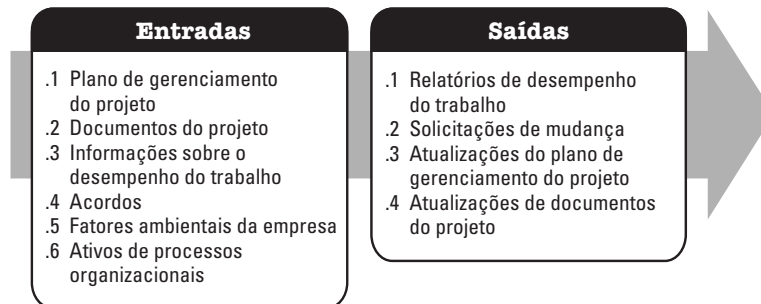 Entradas
.1 Plano de gerenciamento
do projeto
.2 Documentos do projeto
.3 Informações sobre o
desempenho do trabalho
.4 Acordos
.5 Fatores ambientais da empresa
.6 Ativos de processos
organizacionais
Saídas
.1 Relatórios de desempenho
do trabalho
.2 Solicitações de mudança
.3 Atualizações do plano de
gerenciamento do projeto
.4 Atualizações de documentos
do projeto